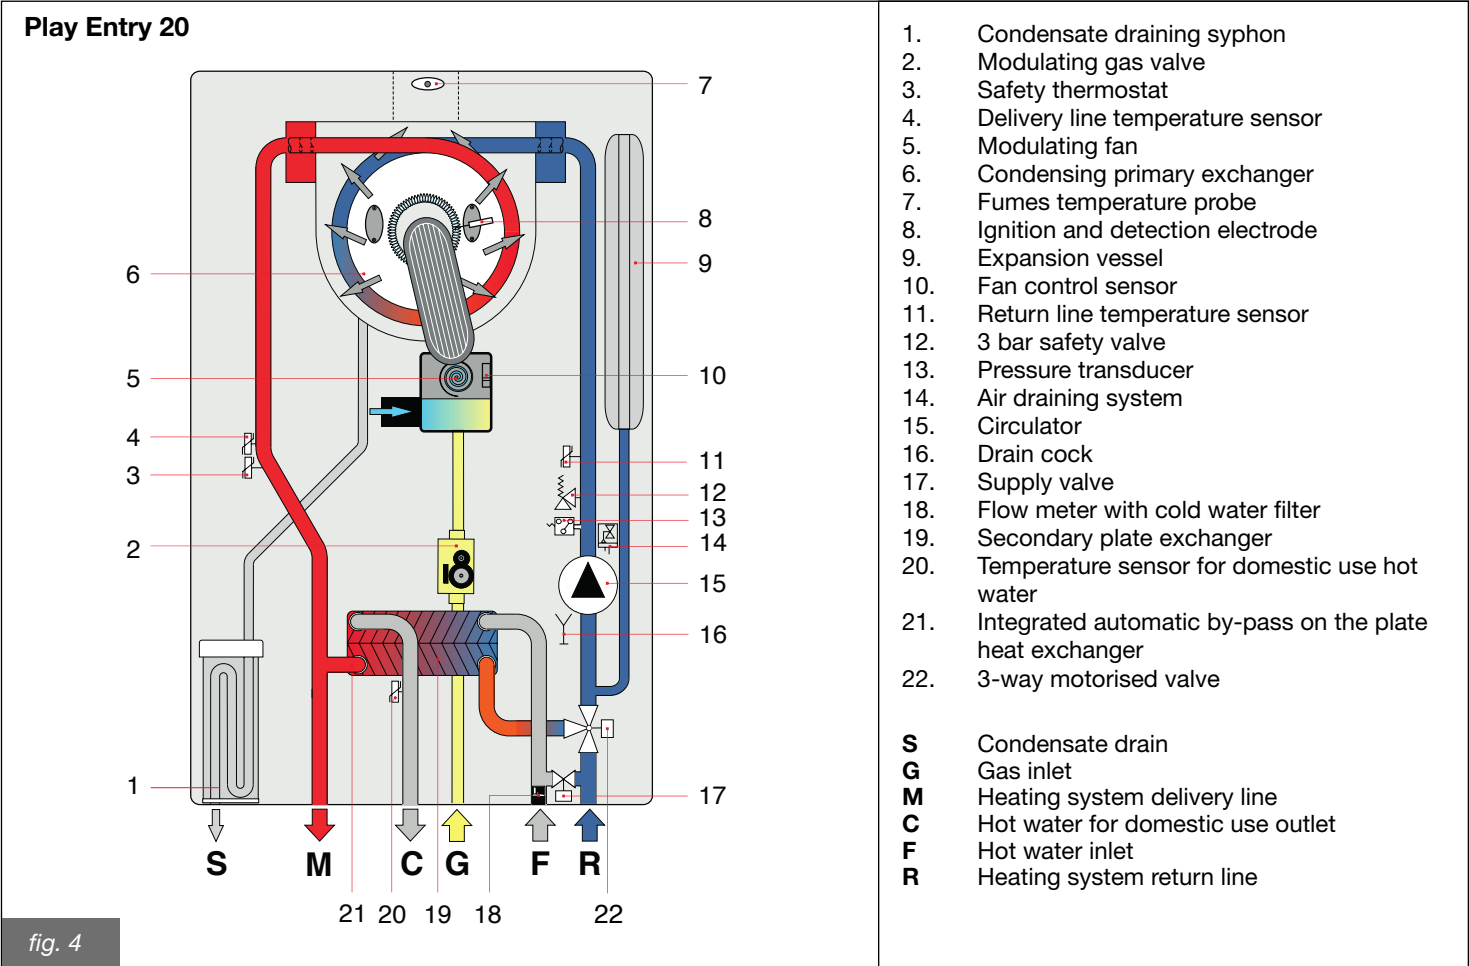 Play Entry 20
7
8
6
9
5
10
4
3
11
12
13
2
14
15
16
1
17
S
M
C
G
F
R
21
20
19
18
22
fig. 4
1. Condensate draining syphon
2. Modulating gas valve
3. Safety thermostat
4. Delivery line temperature sensor
5. Modulating fan
6. Condensing primary exchanger
7. Fumes temperature probe
8. Ignition and detection electrode
9. Expansion vessel
10. Fan control sensor
11. Return line temperature sensor
12. 3 bar safety valve
13. Pressure transducer
14. Air draining system
15. Circulator
16. Drain cock
17. Supply valve
18. Flow meter with cold water filter
19. Secondary plate exchanger
20. Temperature sensor for domestic use hot
water
21. Integrated automatic by-pass on the plate
heat exchanger
22. 3-way motorised valve
S Condensate drain
G Gas inlet
M Heating system delivery line
C Hot water for domestic use outlet
F Hot water inlet
R Heating system return line